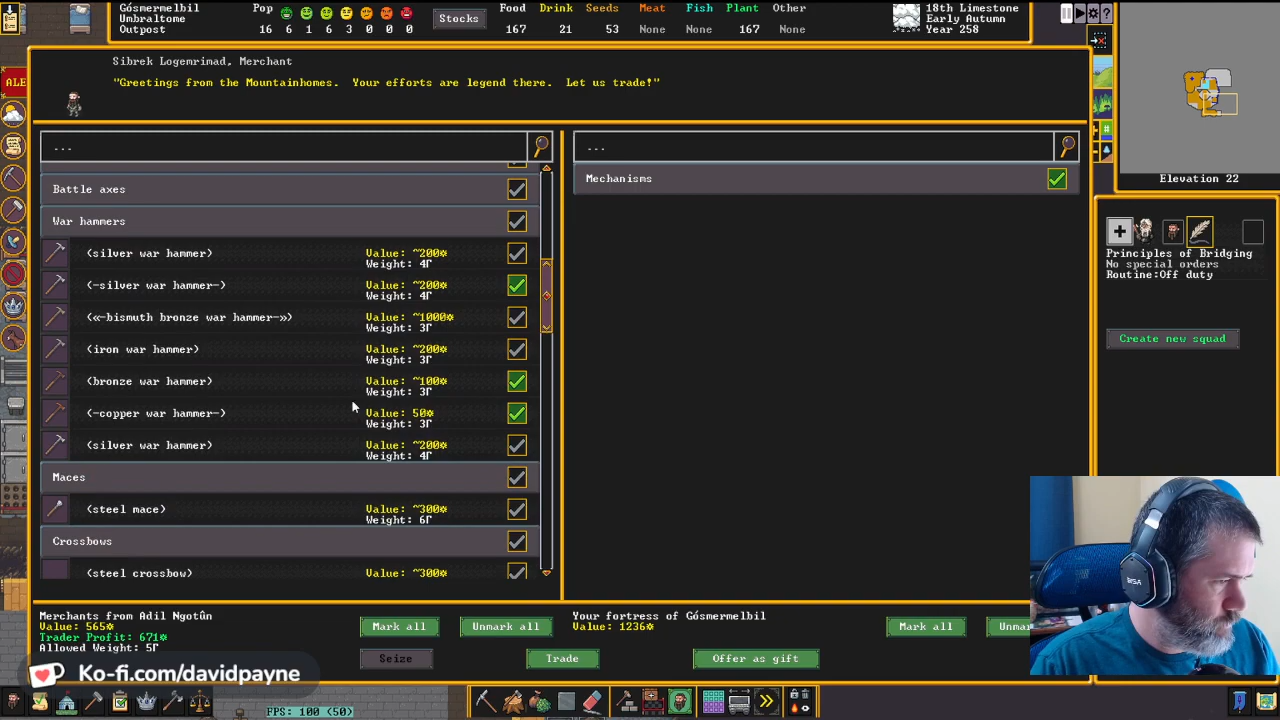 Gósmermelbil
Umbraltome
Outpost
Pop
16 6 1 6 3 0 0 0
Stocks
Food Drink Seeds Meat Fish Plant Other
167 21 53 None None 167 None
18th Limestone
Early Autumn
Year 258
ALE
Sibrek Logemrimad, Merchant
"Greetings from the Mountainhomes. Your efforts are legend there. Let us trade!"
...
...
Battle axes
War hammers
(silver war hammer) Value: ~200☼
Weight: 4Γ
(-silver war hammer-) Value: ~200☼
Weight: 4Γ
(«-bismuth bronze war hammer-») Value: ~1000☼
Weight: 3Γ
(iron war hammer) Value: ~200☼
Weight: 3Γ
(bronze war hammer) Value: ~100☼
Weight: 3Γ
(-copper war hammer-) Value: 50☼
Weight: 3Γ
(silver war hammer) Value: ~200☼
Weight: 4Γ
Maces
(steel mace) Value: ~300☼
Weight: 6Γ
Crossbows
(steel crossbow) Value: ~300☼
Mechanisms
Merchants from Adil Ngotûn
Value: 565☼
Trader Profit: 671☼
Allowed Weight: 5Γ
Mark all
Unmark all
Seize
Trade
Your fortress of Gósmermelbil
Value: 1236☼
Mark all
Unmar
Offer as gift
Elevation 22
Principles of Bridging
No special orders
Routine:Off duty
Create new squad
Ko-fi.com/davidpayne
FPS: 100 (50)